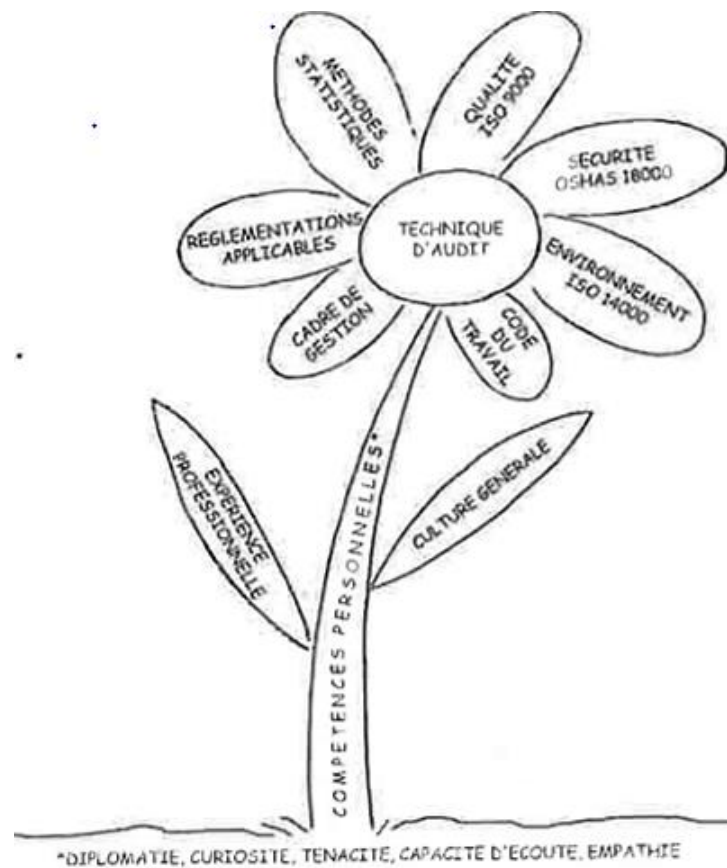 METHODES
STATISTIQUES
QUALITE
ISO 9000
SECURITE
OSHAS 18000
REGLEMENTATIONS
APPLICABLES
TECHNIQUE
D'AUDIT
ENVIRONNEMENT
ISO 14000
CADRE DE
GESTION
CODE
DU
TRAVAIL
EXPERIENCE
PROFESSIONNELLE
CULTURE GENERALE
COMPETENCES PERSONNELLES*
*DIPLOMATIE, CURIOSITE, TENACITE, CAPACITE D'ECOUTE, EMPATHIE